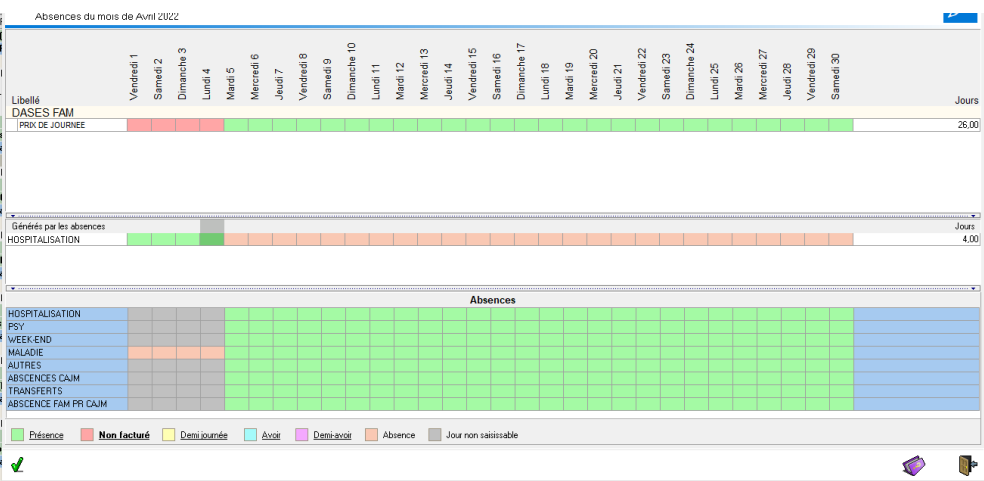 Absences du mois de Avril 2022
Libellé Vendredi 1 Samedi 2 Dimanche 3 Lundi 4 Mardi 5 Mercredi 6 Jeudi 7 Vendredi 8 Samedi 9 Dimanche 10 Lundi 11 Mardi 12 Mercredi 13 Jeudi 14 Vendredi 15 Samedi 16 Dimanche 17 Lundi 18 Mardi 19 Mercredi 20 Jeudi 21 Vendredi 22 Samedi 23 Dimanche 24 Lundi 25 Mardi 26 Mercredi 27 Jeudi 28 Vendredi 29 Samedi 30 Jours
DASES FAM
PRIX DE JOURNEE 26,00
Générés par les absences Jours
HOSPITALISATION 4,00
Absences
HOSPITALISATION
PSY
WEEK-END
MALADIE
AUTRES
ABSCENCES CAJM
TRANSFERTS
ABSCENCE FAM PR CAJM
Présence Non facturé Demi journée Avoir Demi-avoir Absence Jour non saisissable